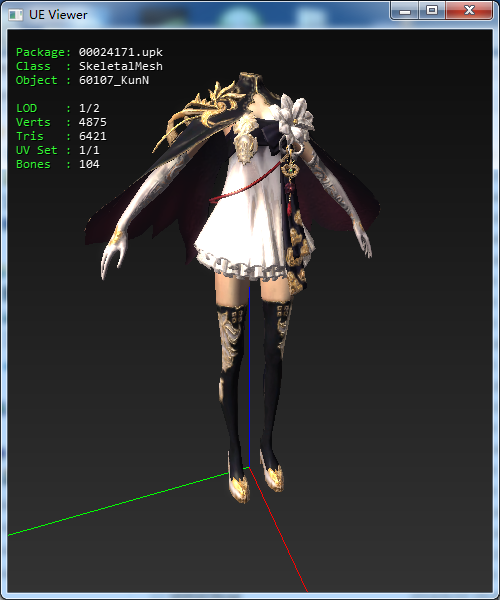 UE Viewer
Package: 00024171.upk
Class  : SkeletalMesh
Object : 60107_KunN
LOD    : 1/2
Verts  : 4875
Tris   : 6421
UV Set : 1/1
Bones  : 104